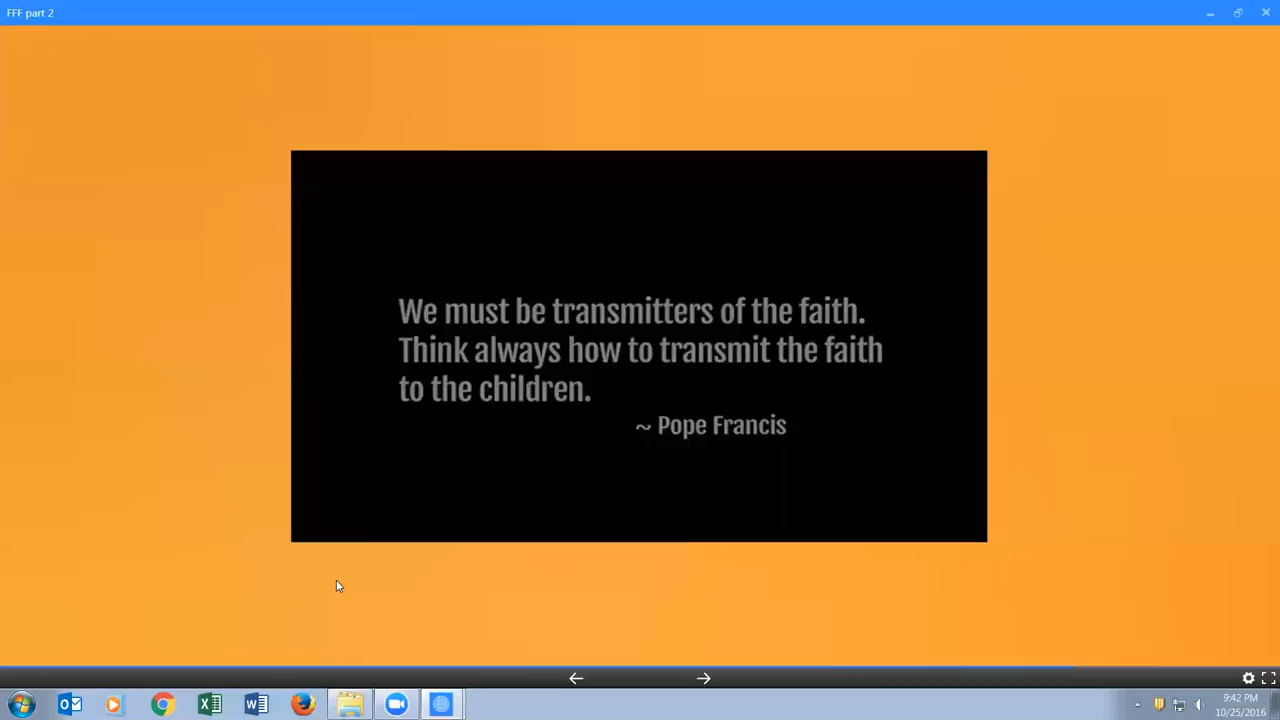 FFF part 2
We must be transmitters of the faith.
Think always how to transmit the faith
to the children.
~ Pope Francis
9:42 PM
10/25/2016